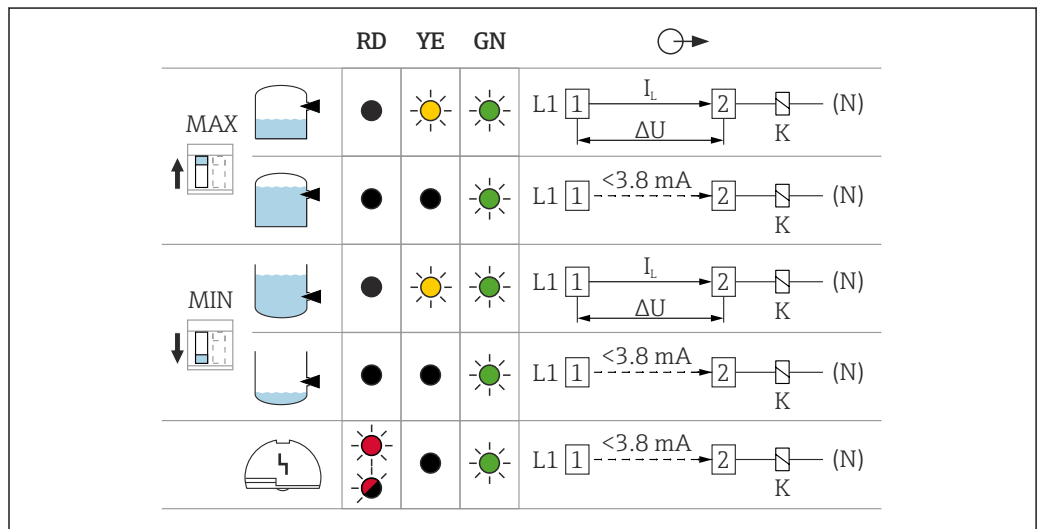 RD YE GN
MAX
L1 1 I_L 2 (N)
ΔU K
L1 1 <3.8 mA 2 (N)
K
MIN
L1 1 I_L 2 (N)
ΔU K
L1 1 <3.8 mA 2 (N)
K
L1 1 <3.8 mA 2 (N)
K